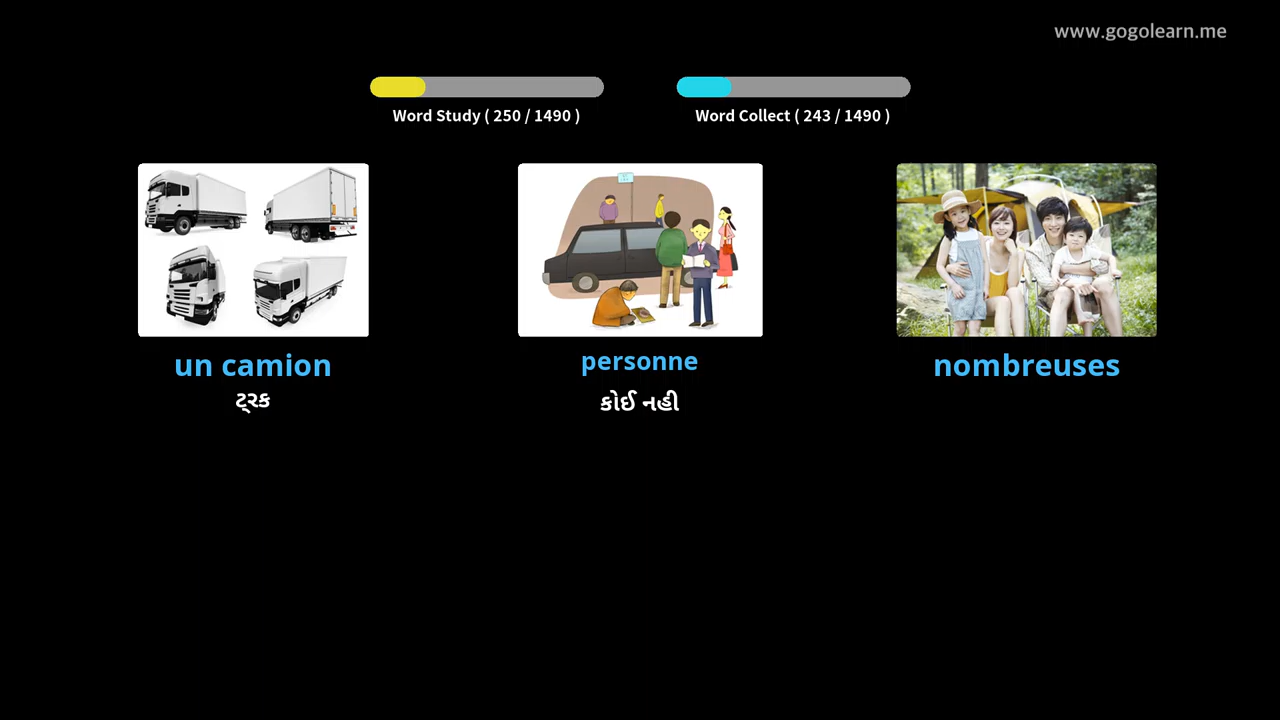 www.gogolearn.me
Word Study ( 250 / 1490 )
Word Collect ( 243 / 1490 )
un camion
ટ્રક
personne
કોઈ નહી
nombreuses